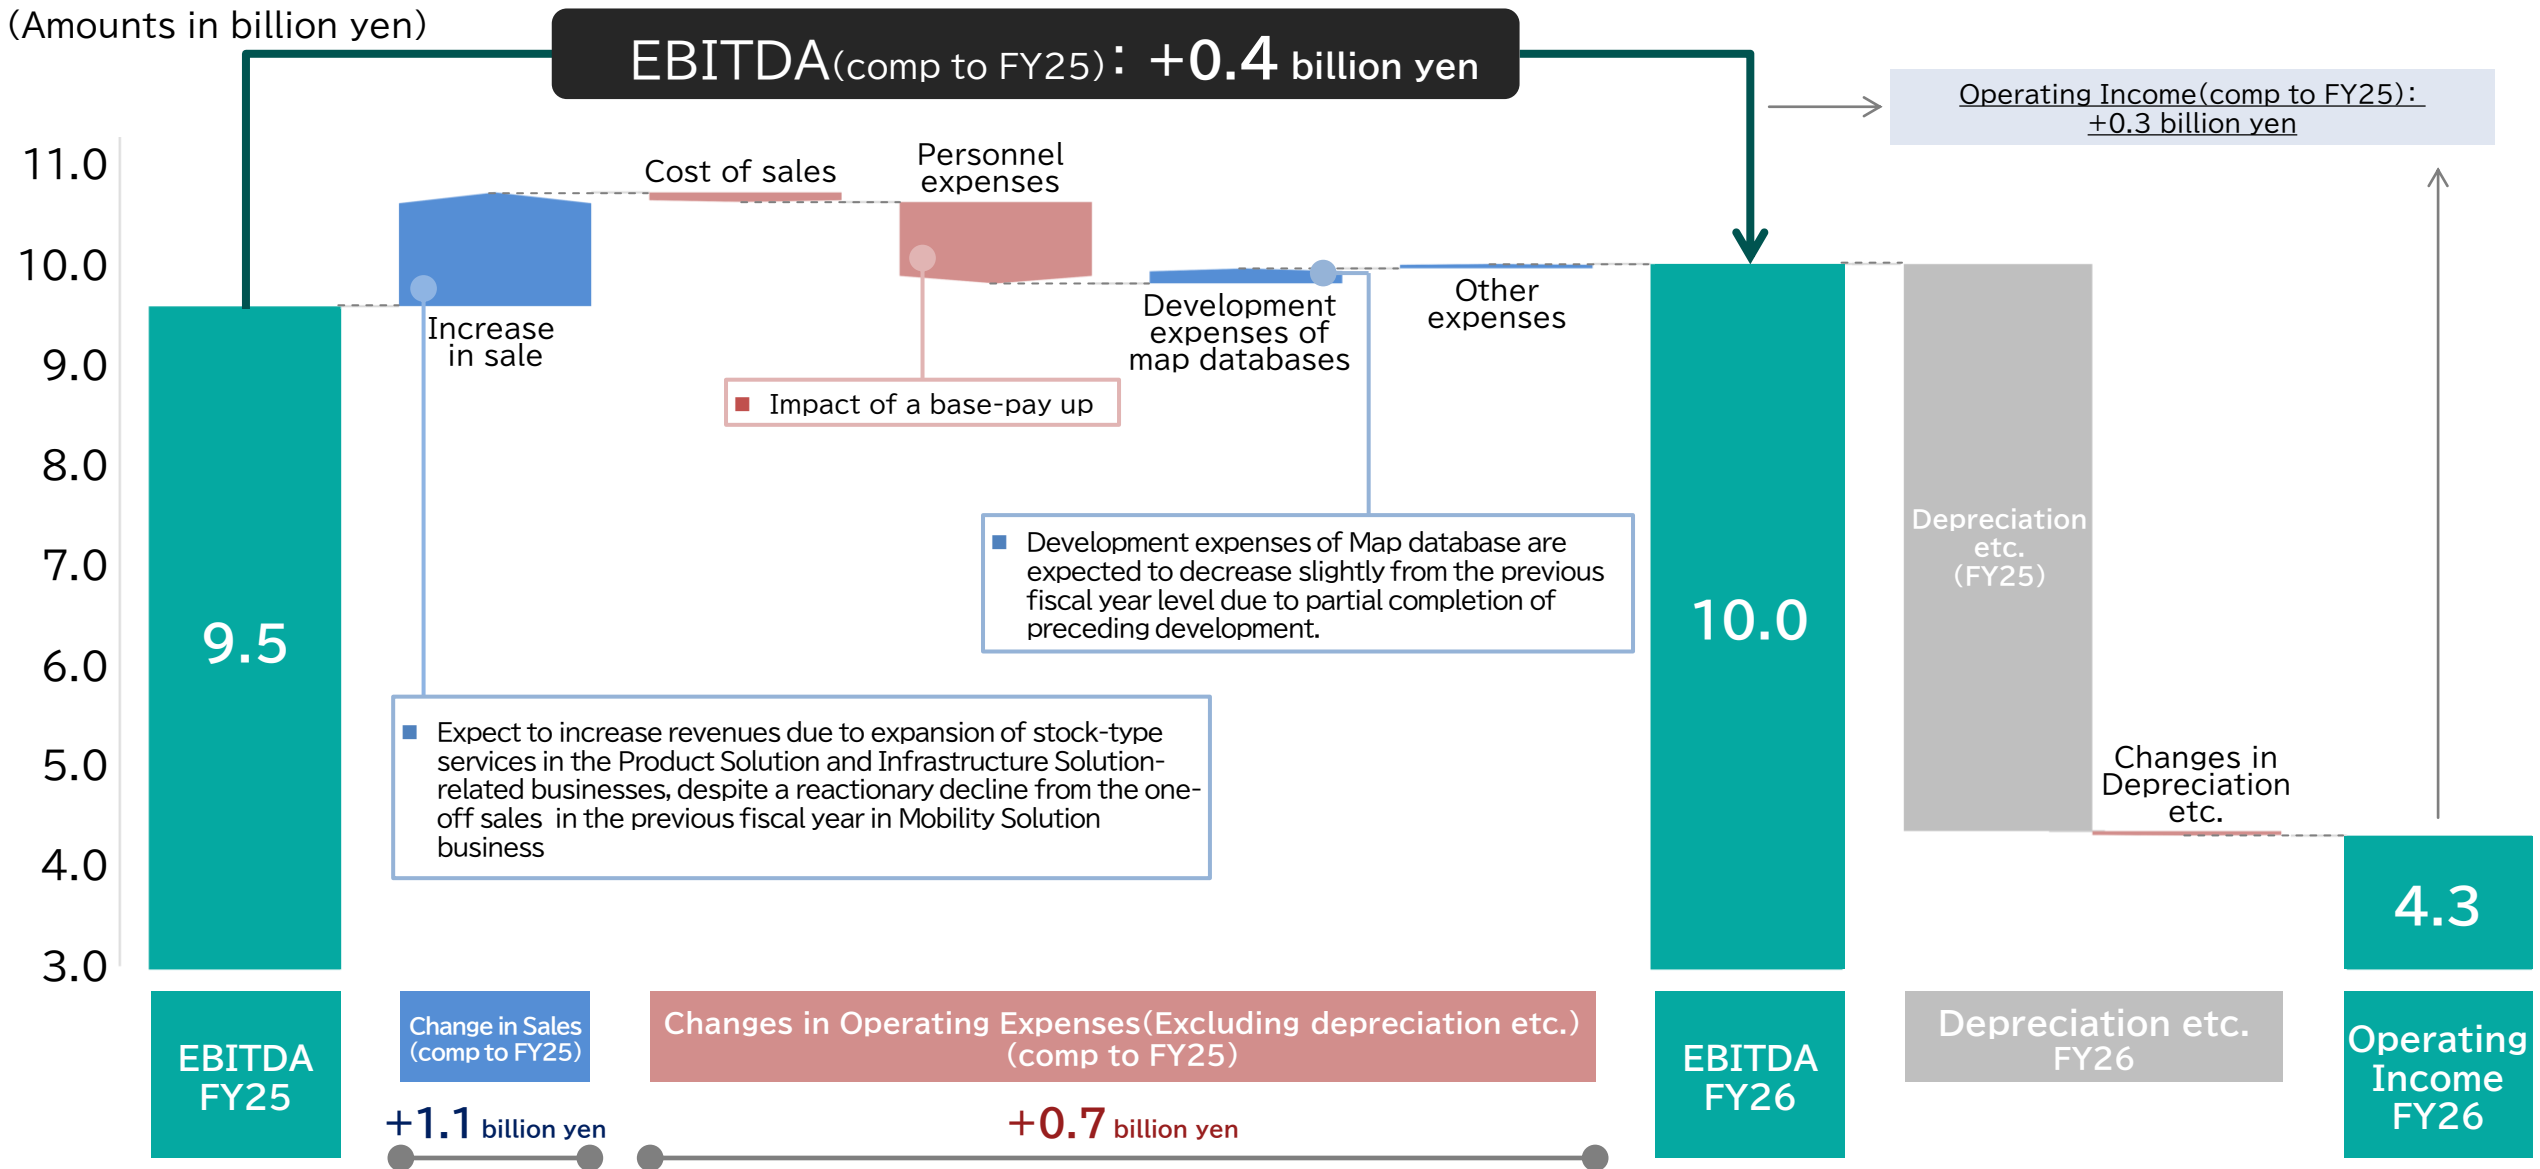 (Amounts in billion yen)
EBITDA(comp to FY25): +0.4 billion yen
Operating Income(comp to FY25):
+0.3 billion yen
11.0
10.0
9.0
8.0
7.0
6.0
5.0
4.0
3.0
Increase
in sale
Cost of sales
Personnel
expenses
Development
expenses of
map databases
Other
expenses
■ Impact of a base-pay up
■ Development expenses of Map database are
expected to decrease slightly from the previous
fiscal year level due to partial completion of
preceding development.
■ Expect to increase revenues due to expansion of stock-type
services in the Product Solution and Infrastructure Solution-
related businesses, despite a reactionary decline from the one-
off sales in the previous fiscal year in Mobility Solution
business
9.5
10.0
Depreciation
etc.
(FY25)
Changes in
Depreciation
etc.
4.3
EBITDA
FY25
Change in Sales
(comp to FY25)
+1.1 billion yen
Changes in Operating Expenses(Excluding depreciation etc.)
(comp to FY25)
+0.7 billion yen
EBITDA
FY26
Depreciation etc.
FY26
Operating
Income
FY26